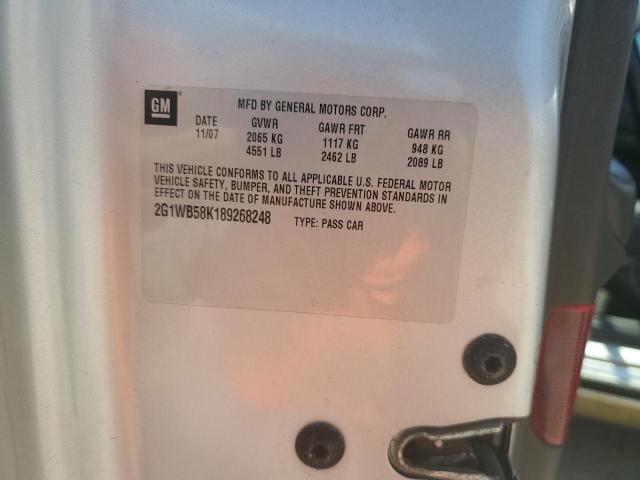 GM
MFD BY GENERAL MOTORS CORP.
DATE GVWR GAWR FRT GAWR RR
11/07 2065 KG 1117 KG 948 KG
4551 LB 2462 LB 2089 LB
THIS VEHICLE CONFORMS TO ALL APPLICABLE U.S. FEDERAL MOTOR
VEHICLE SAFETY, BUMPER, AND THEFT PREVENTION STANDARDS IN
EFFECT ON THE DATE OF MANUFACTURE SHOWN ABOVE.
2G1WB58K189268248 TYPE: PASS CAR